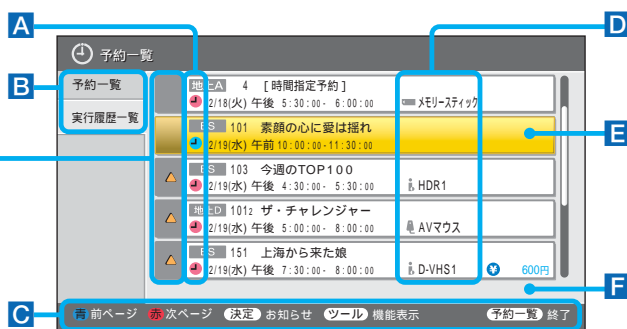 A
D
予約一覧
B
予約一覧
実行履歴一覧
地上A 4 [時間指定予約]
2/18(火) 午後 5:30:00- 6:00:00 メモリースティック
BS 101 素顔の心に愛は揺れ
2/19(水) 午前10:00:00-11:30:00
E
BS 103 今週のTOP100
2/19(水) 午後 4:30:00- 5:30:00 i. HDR1
地上D 1012 ザ・チャレンジャー
2/19(水) 午後 5:00:00- 8:00:00 AVマウス
BS 151 上海から来た娘
2/19(水) 午後 7:30:00- 8:00:00 i. D-VHS1 ¥ 600円
F
C
青 前ページ 赤 次ページ 決定 お知らせ ツール 機能表示 予約一覧 終了